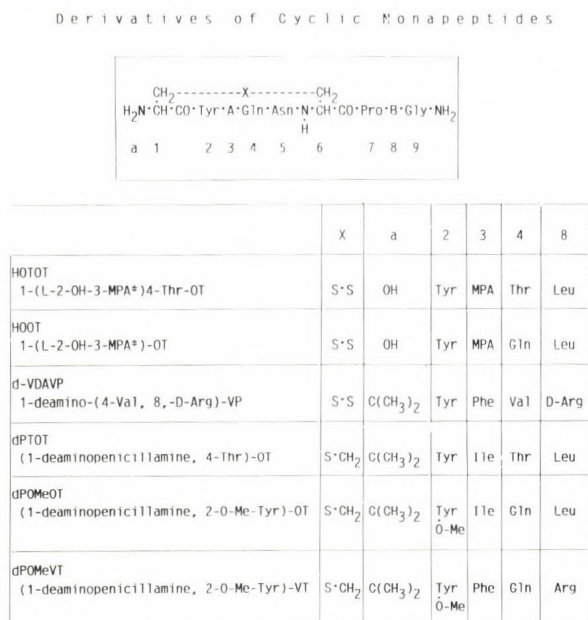 Derivatives of Cyclic Nonapeptides
CH2---------X---------CH2
H2N·CH·CO·Tyr·A·Gln·Asn·N·CH·CO·Pro·B·Gly·NH2
H
a 1 2 3 4 5 6 7 8 9
X a 2 3 4 8
HOTOT
1-(L-2-OH-3-MPA*)4-Thr-OT S·S OH Tyr MPA Thr Leu
HOOT
1-(L-2-OH-3-MPA*)-OT S·S OH Tyr MPA Gln Leu
d-VDAVP
1-deamino-(4-Val, 8,-D-Arg)-VP S·S C(CH3)2 Tyr Phe Val D-Arg
dPTOT
(1-deaminopenicillamine, 4-Thr)-OT S·CH2 C(CH3)2 Tyr Ile Thr Leu
dPOMeOT
(1-deaminopenicillamine, 2-O-Me-Tyr)-OT S·CH2 C(CH3)2 Tyr Ile Gln Leu
O-Me
dPOMeVT
(1-deaminopenicillamine, 2-O-Me-Tyr)-VT S·CH2 C(CH3)2 Tyr Phe Gln Arg
O-Me